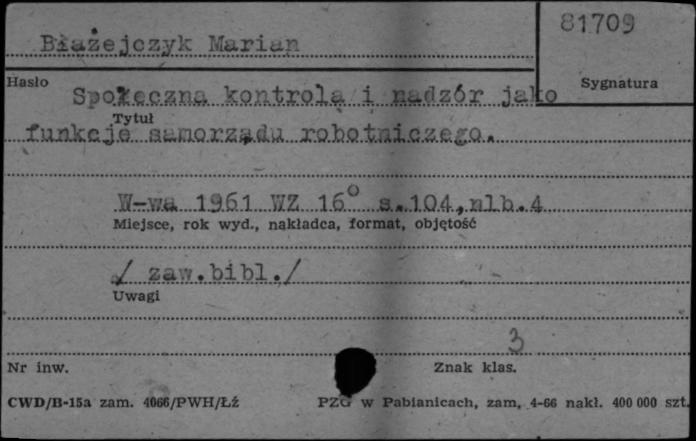 81709
Błażejczyk Marian
Hasło
Sygnatura
Społeczna kontrola i nadzór jako
Tytuł
funkcje samorządu robotniczego.
W-wa 1961 WZ 16° s.104,nlb.4
Miejsce, rok wyd., nakładca, format, objętość
/ zaw.bibl./
Uwagi
3
Nr inw.
Znak klas.
CWD/B-15a zam. 4066/PWH/Łź
PZG w Pabianicach, zam, 4-66 nakł. 400 000 szt.